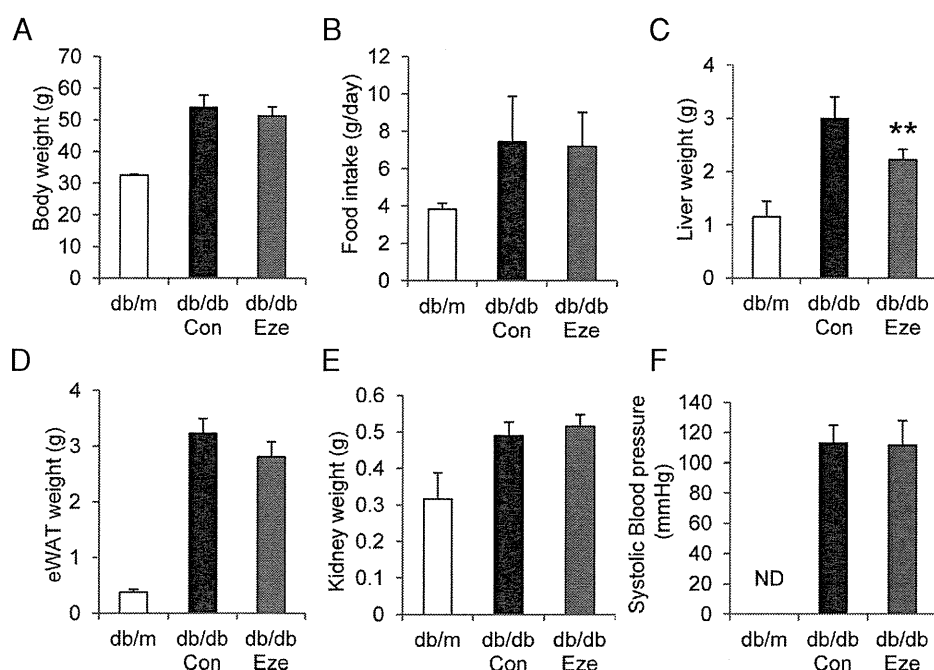 A
Body weight (g)
70
60
50
40
30
20
10
0
db/m
db/db
Con
db/db
Eze
B
Food intake (g/day)
12
10
8
6
4
2
0
db/m
db/db
Con
db/db
Eze
C
Liver weight (g)
4
3
2
1
0
**
db/m
db/db
Con
db/db
Eze
D
eWAT weight (g)
4
3
2
1
0
db/m
db/db
Con
db/db
Eze
E
Kidney weight (g)
0.6
0.5
0.4
0.3
0.2
0.1
0
db/m
db/db
Con
db/db
Eze
F
Systolic Blood pressure
(mmHg)
140
120
100
80
60
40
20
0
ND
db/m
db/db
Con
db/db
Eze